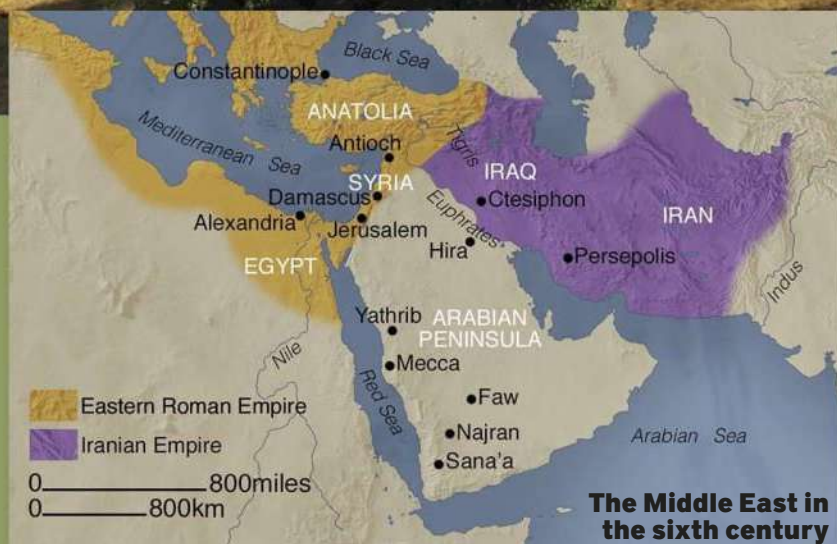 Black Sea
Constantinople
ANATOLIA
Antioch
Tigris
Mediterranean Sea
SYRIA
IRAQ
Damascus
Ctesiphon
Euphrates
IRAN
Alexandria
Jerusalem
Hira
Persepolis
EGYPT
Indus
Yathrib
ARABIAN
PENINSULA
Nile
Mecca
Red Sea
Faw
Najran
Sana'a
Arabian Sea
Eastern Roman Empire
Iranian Empire
0 800miles
0 800km
The Middle East in
the sixth century